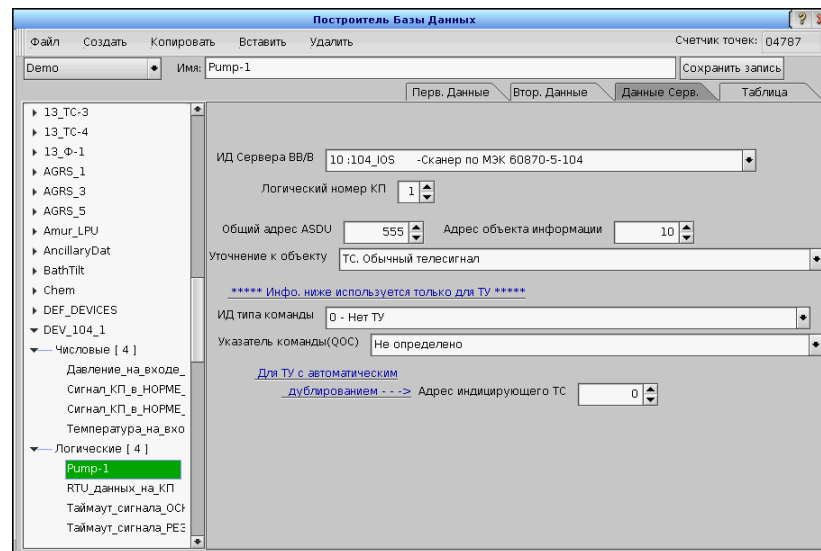 Построитель Базы Данных
Файл Создать Копировать Вставить Удалить Счетчик точек: 04787
Demo Имя: Pump-1 Сохранить запись
Перв. Данные Втор. Данные Данные Серв. Таблица
13_ТС-3
13_ТС-4
13_Ф-1
AGRS_1
AGRS_3
AGRS_5
Amur_LPU
AncillaryDat
BathTilt
Chem
DEF_DEVICES
DEV_104_1
Числовые [ 4 ]
Давление_на_входе_
Сигнал_КП_в_НОРМЕ_
Сигнал_КП_в_НОРМЕ_
Температура_на_вхо
Логические [ 4 ]
Pump-1
RTU_данных_на_КП
Таймаут_сигнала_ОСН
Таймаут_сигнала_РЕЗ
ИД Сервера ВВ/В 10 :104_IOS -Сканер по МЭК 60870-5-104
Логический номер КП 1
Общий адрес ASDU 555 Адрес объекта информации 10
Уточнение к объекту ТС. Обычный телесигнал
***** Инфо. ниже используется только для ТУ *****
ИД типа команды 0 - Нет ТУ
Указатель команды(QOC) Не определено
Для ТУ с автоматическим
дублированием - - -> Адрес индицирующего ТС 0